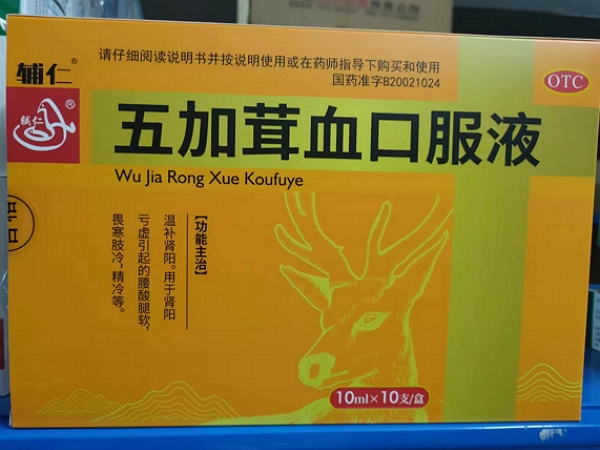 请仔细阅读说明书并按说明使用或在药师指导下购买和使用
国药准字B20021024
辅仁®
辅仁®
OTC
五加茸血口服液
Wu Jia Rong Xue Koufuye
【功能主治】
温补肾阳。用于肾阳
亏虚引起的腰酸腿软,
畏寒肢冷,精冷等。
10ml×10支/盒